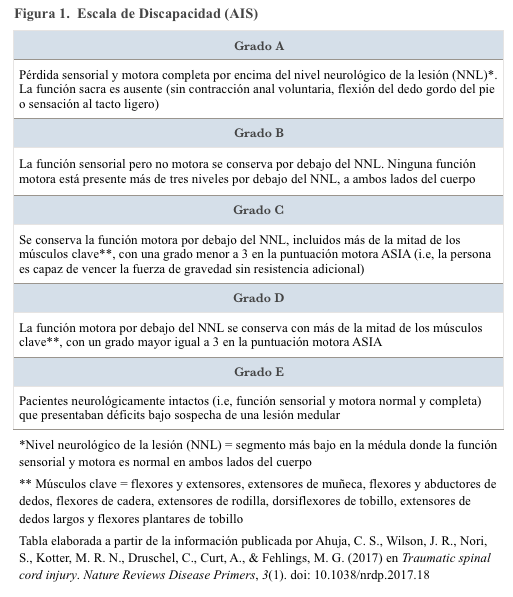 Figura 1. Escala de Discapacidad (AIS)
Grado A
Pérdida sensorial y motora completa por encima del nivel neurológico de la lesión (NNL)*.
La función sacra es ausente (sin contracción anal voluntaria, flexión del dedo gordo del pie
o sensación al tacto ligero)
Grado B
La función sensorial pero no motora se conserva por debajo del NNL. Ninguna función
motora está presente más de tres niveles por debajo del NNL, a ambos lados del cuerpo
Grado C
Se conserva la función motora por debajo del NNL, incluidos más de la mitad de los
músculos clave**, con una grado menor a 3 en la puntuación motora ASIA (i.e, la persona
es capaz de vencer la fuerza de gravedad sin resistencia adicional)
Grado D
La función motora por debajo del NNL se conserva con más de la mitad de los músculos
clave**, con un grado mayor igual a 3 en la puntuación motora ASIA
Grado E
Pacientes neurológicamente intactos (i.e, función sensorial y motora normal y completa)
que presentaban déficits bajo sospecha de una lesión medular
*Nivel neurológico de la lesión (NNL) = segmento más bajo en la médula donde la función
sensorial y motora es normal en ambos lados del cuerpo
** Músculos clave = flexores y extensores, extensores de muñeca, flexores y abductores de
dedos, flexores de cadera, extensores de rodilla, dorsiflexores de tobillo, extensores de
dedos largos y flexores plantares de tobillo
Tabla elaborada a partir de la información publicada por Ahuja, C. S., Wilson, J. R., Nori,
S., Kotter, M. R. N., Druschel, C., Curt, A., & Fehlings, M. G. (2017) en Traumatic spinal
cord injury. Nature Reviews Disease Primers, 3(1). doi: 10.1038/nrdp.2017.18